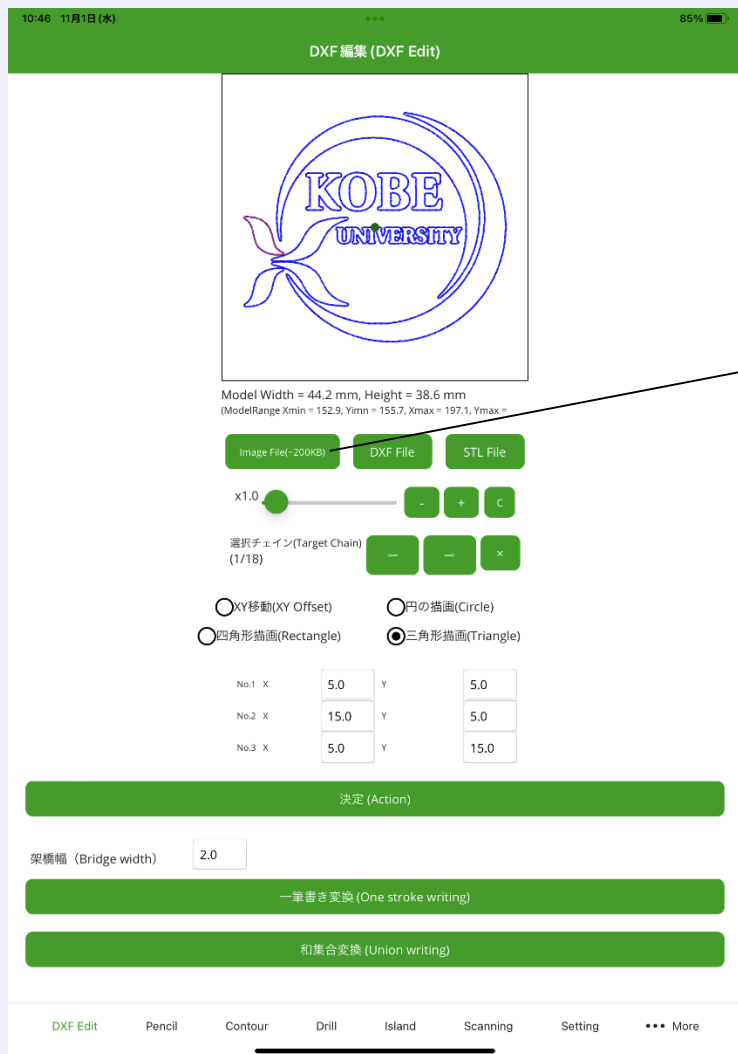 10:46 11月1日(水)
85%
DXF編集 (DXF Edit)
KOBE
UNIVERSITY
Model Width = 44.2 mm, Height = 38.6 mm
(ModelRange Xmin = 152.9, Yimn = 155.7, Xmax = 197.1, Ymax =
Image File(~200KB) DXF File STL File
x1.0 - + C
選択チェイン(Target Chain)
(1/18) ← → ×
XY移動(XY Offset) 円の描画(Circle)
四角形描画(Rectangle) 三角形描画(Triangle)
No.1 X 5.0 Y 5.0
No.2 X 15.0 Y 5.0
No.3 X 5.0 Y 15.0
決定 (Action)
架橋幅（Bridge width） 2.0
一筆書き変換 (One stroke writing)
和集合変換 (Union writing)
DXF Edit Pencil Contour Drill Island Scanning Setting ••• More